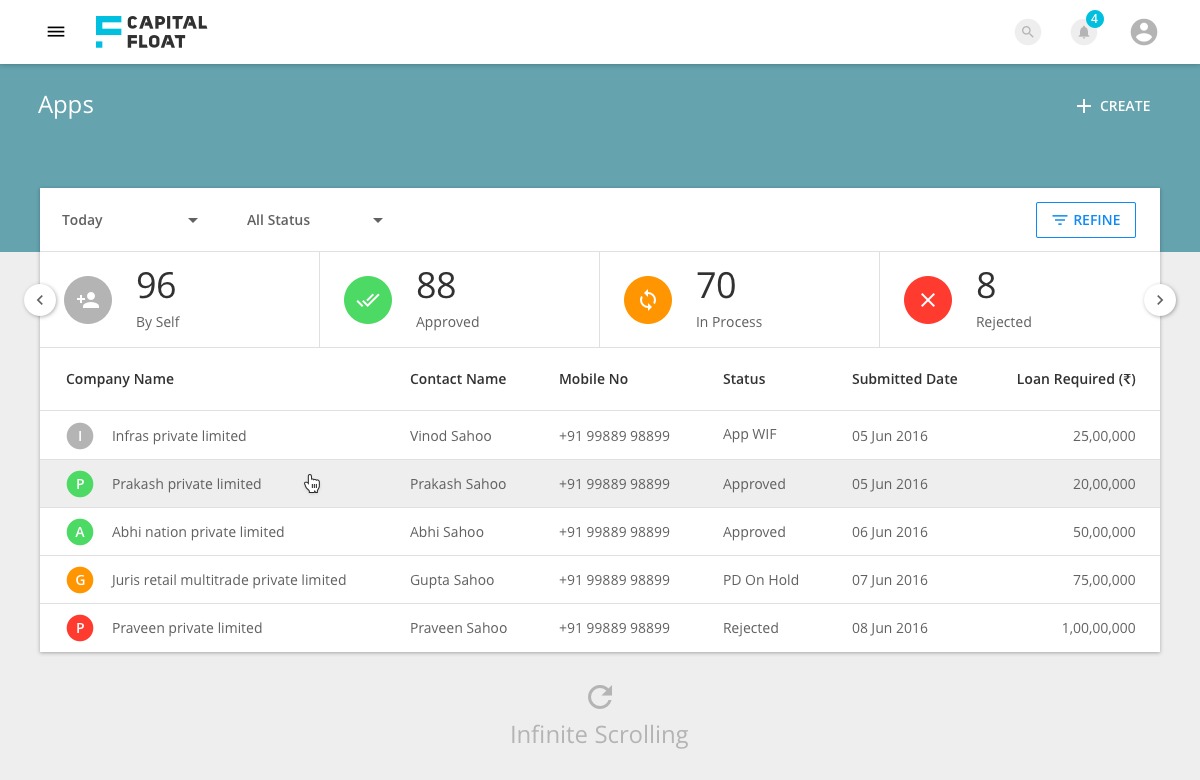 CAPITAL
FLOAT
4
Apps
CREATE
Today All Status REFINE
96 88 70 8
By Self Approved In Process Rejected
Company Name Contact Name Mobile No Status Submitted Date Loan Required (₹)
I Infras private limited Vinod Sahoo +91 99889 98899 App WIF 05 Jun 2016 25,00,000
P Prakash private limited Prakash Sahoo +91 99889 98899 Approved 05 Jun 2016 20,00,000
A Abhi nation private limited Abhi Sahoo +91 99889 98899 Approved 06 Jun 2016 50,00,000
G Juris retail multitrade private limited Gupta Sahoo +91 99889 98899 PD On Hold 07 Jun 2016 75,00,000
P Praveen private limited Praveen Sahoo +91 99889 98899 Rejected 08 Jun 2016 1,00,00,000
Infinite Scrolling